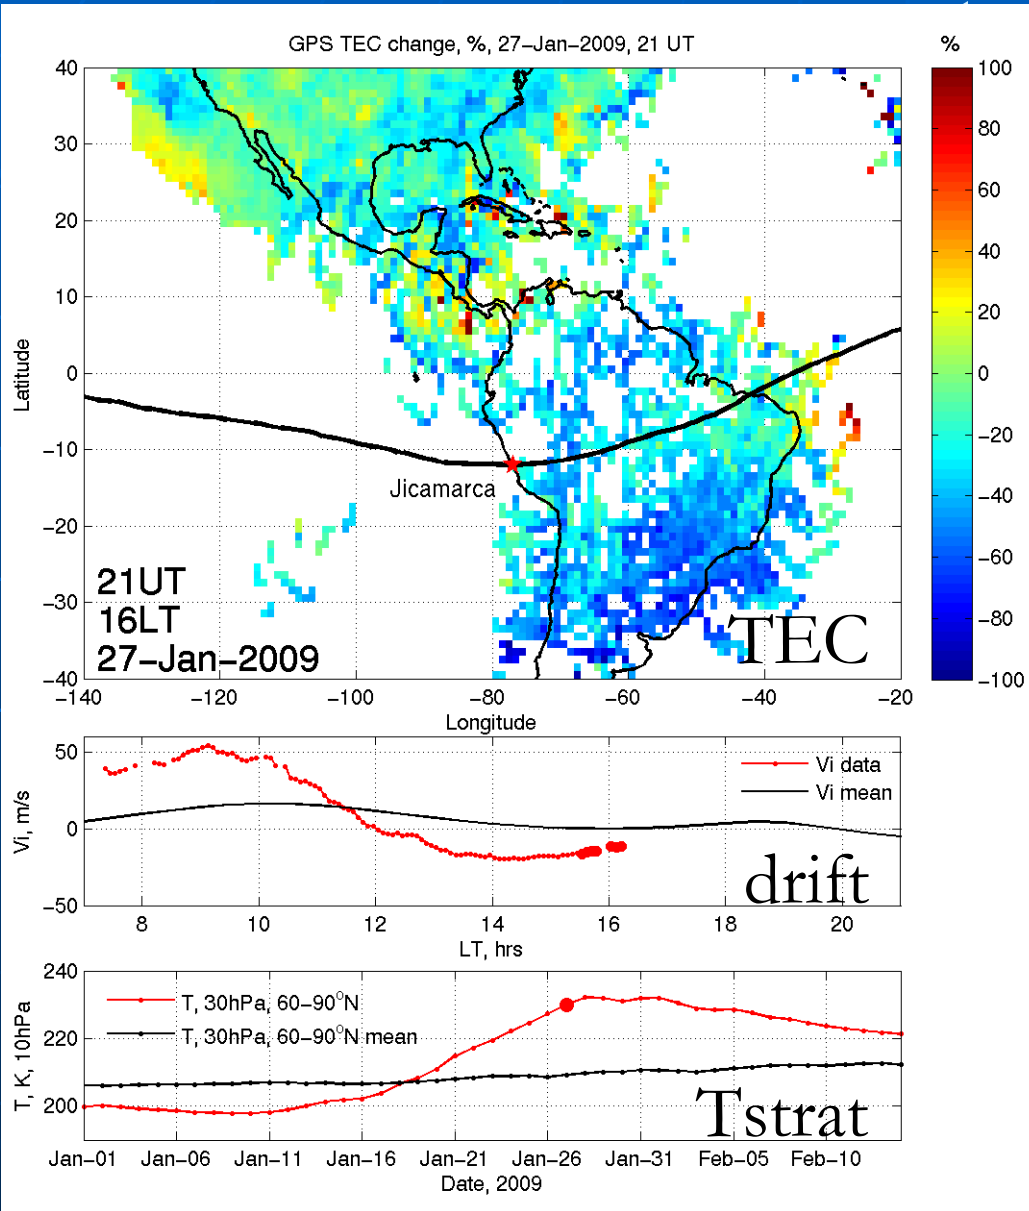 GPS TEC change, %, 27−Jan−2009, 21 UT
%
40
30
20
10
0
−10
−20
−30
−40
Latitude
−140
−120
−100
−80
−60
−40
−20
Longitude
Jicamarca
21UT
16LT
27−Jan−2009
TEC
100
80
60
40
20
0
−20
−40
−60
−80
−100
50
0
−50
Vi, m/s
Vi data
Vi mean
drift
8
10
12
14
16
18
20
LT, hrs
240
220
200
T, K, 10hPa
T, 30hPa, 60−90°N
T, 30hPa, 60−90°N mean
Tstrat
Jan−01
Jan−06
Jan−11
Jan−16
Jan−21
Jan−26
Jan−31
Feb−05
Feb−10
Date, 2009